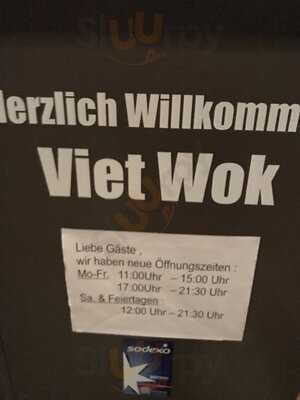 Herzlich Willkomm
Viet Wok
Liebe Gäste ,
wir haben neue Öffnungszeiten :
Mo-Fr. 11:00Uhr – 15:00 Uhr
17.00Uhr – 21:30 Uhr
Sa. & Feiertagen :
12:00 Uhr – 21:30 Uhr
sodexo